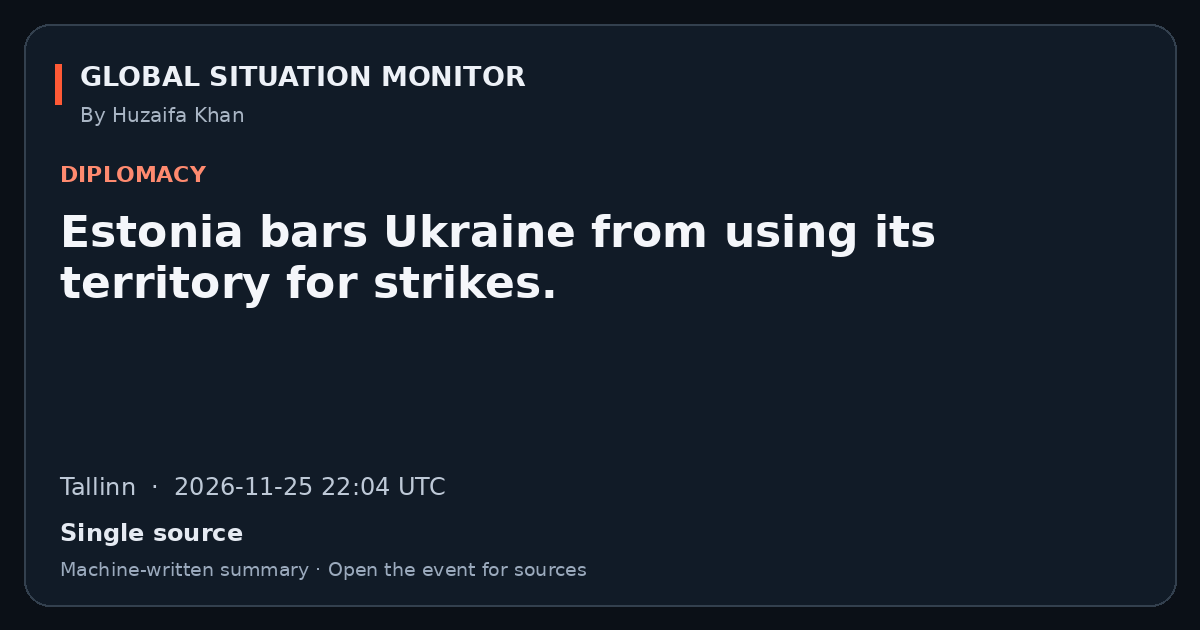 GLOBAL SITUATION MONITOR
By Huzaifa Khan
DIPLOMACY
Estonia bars Ukraine from using its
territory for strikes.
Tallinn · 2026-11-25 22:04 UTC
Single source
Machine-written summary · Open the event for sources